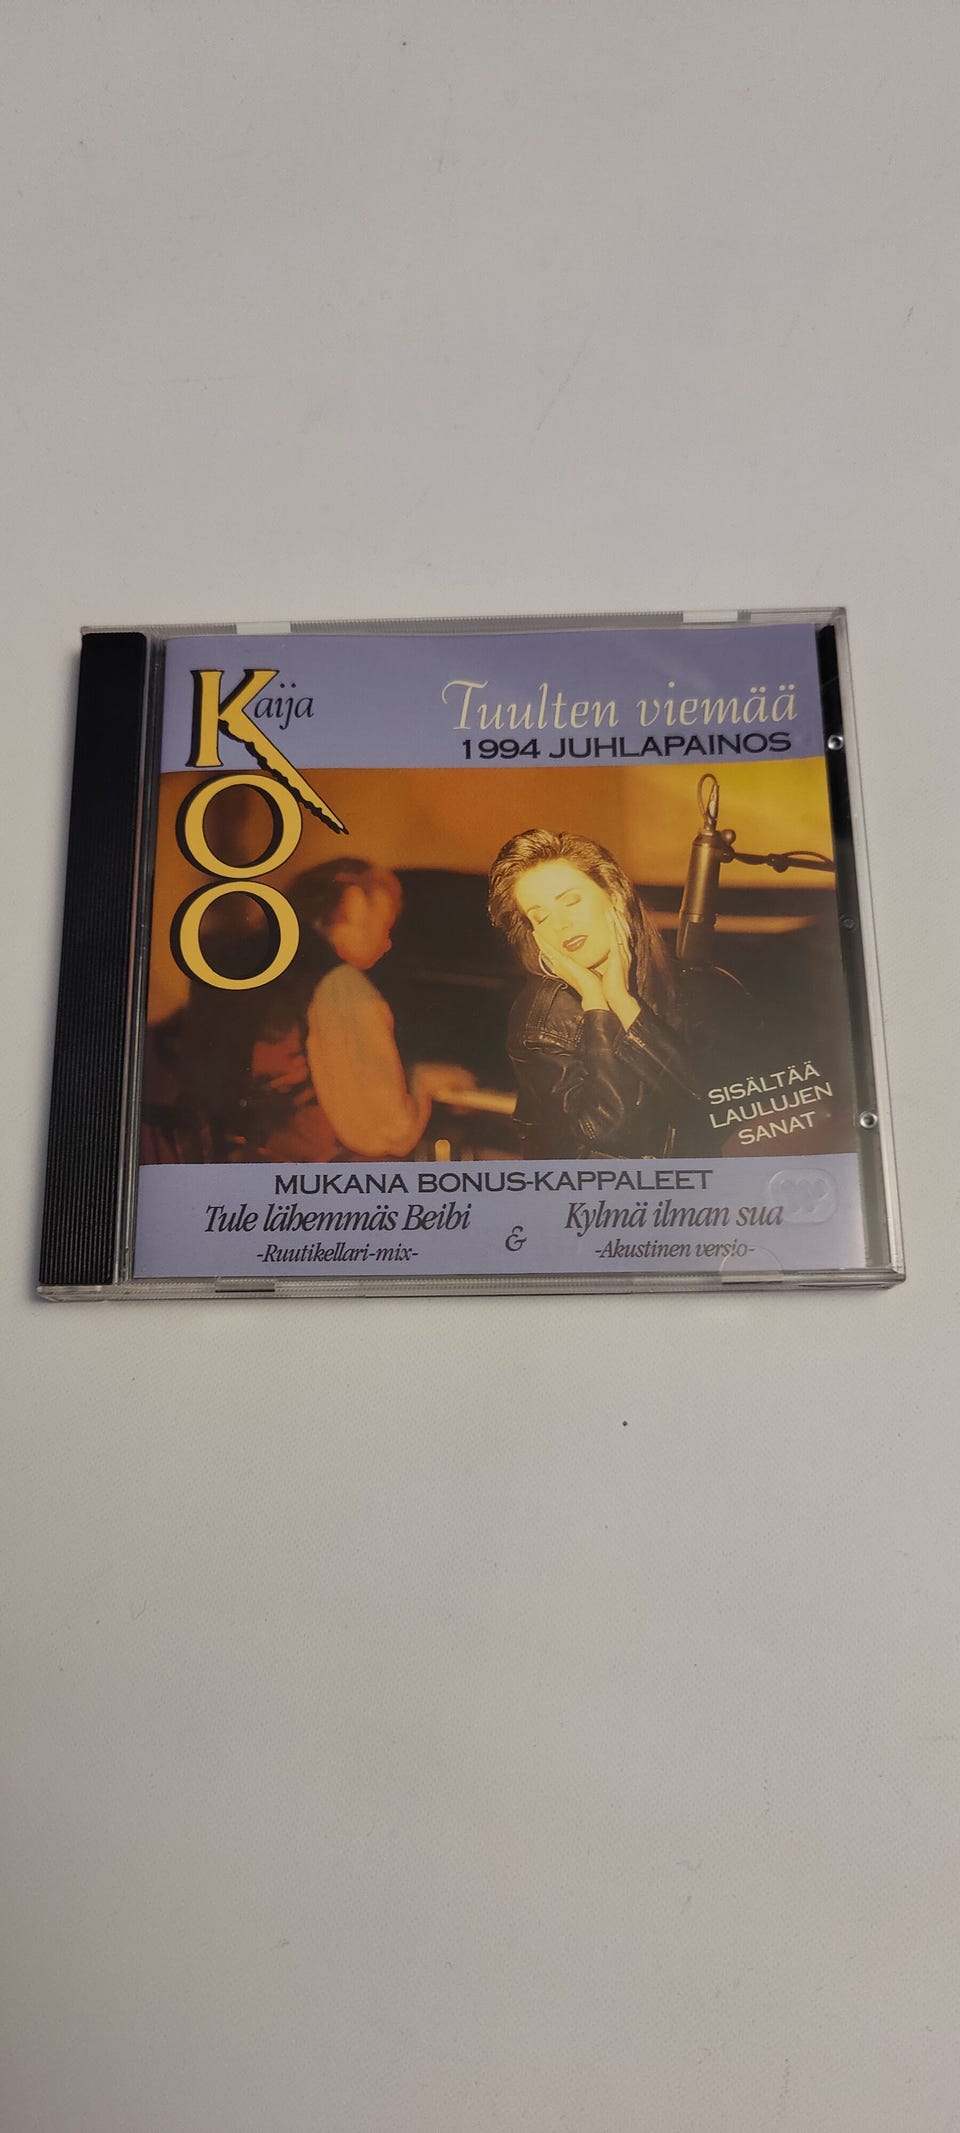 Kaija
KOO
Tuulten viemää
1994 JUHLAPAINOS
SISÄLTÄÄ
LAULUJEN
SANAT
MUKANA BONUS-KAPPALEET
Tule lähemmäs Beibi & Kylmä ilman sua
-Ruutikellari-mix- -Akustinen versio-